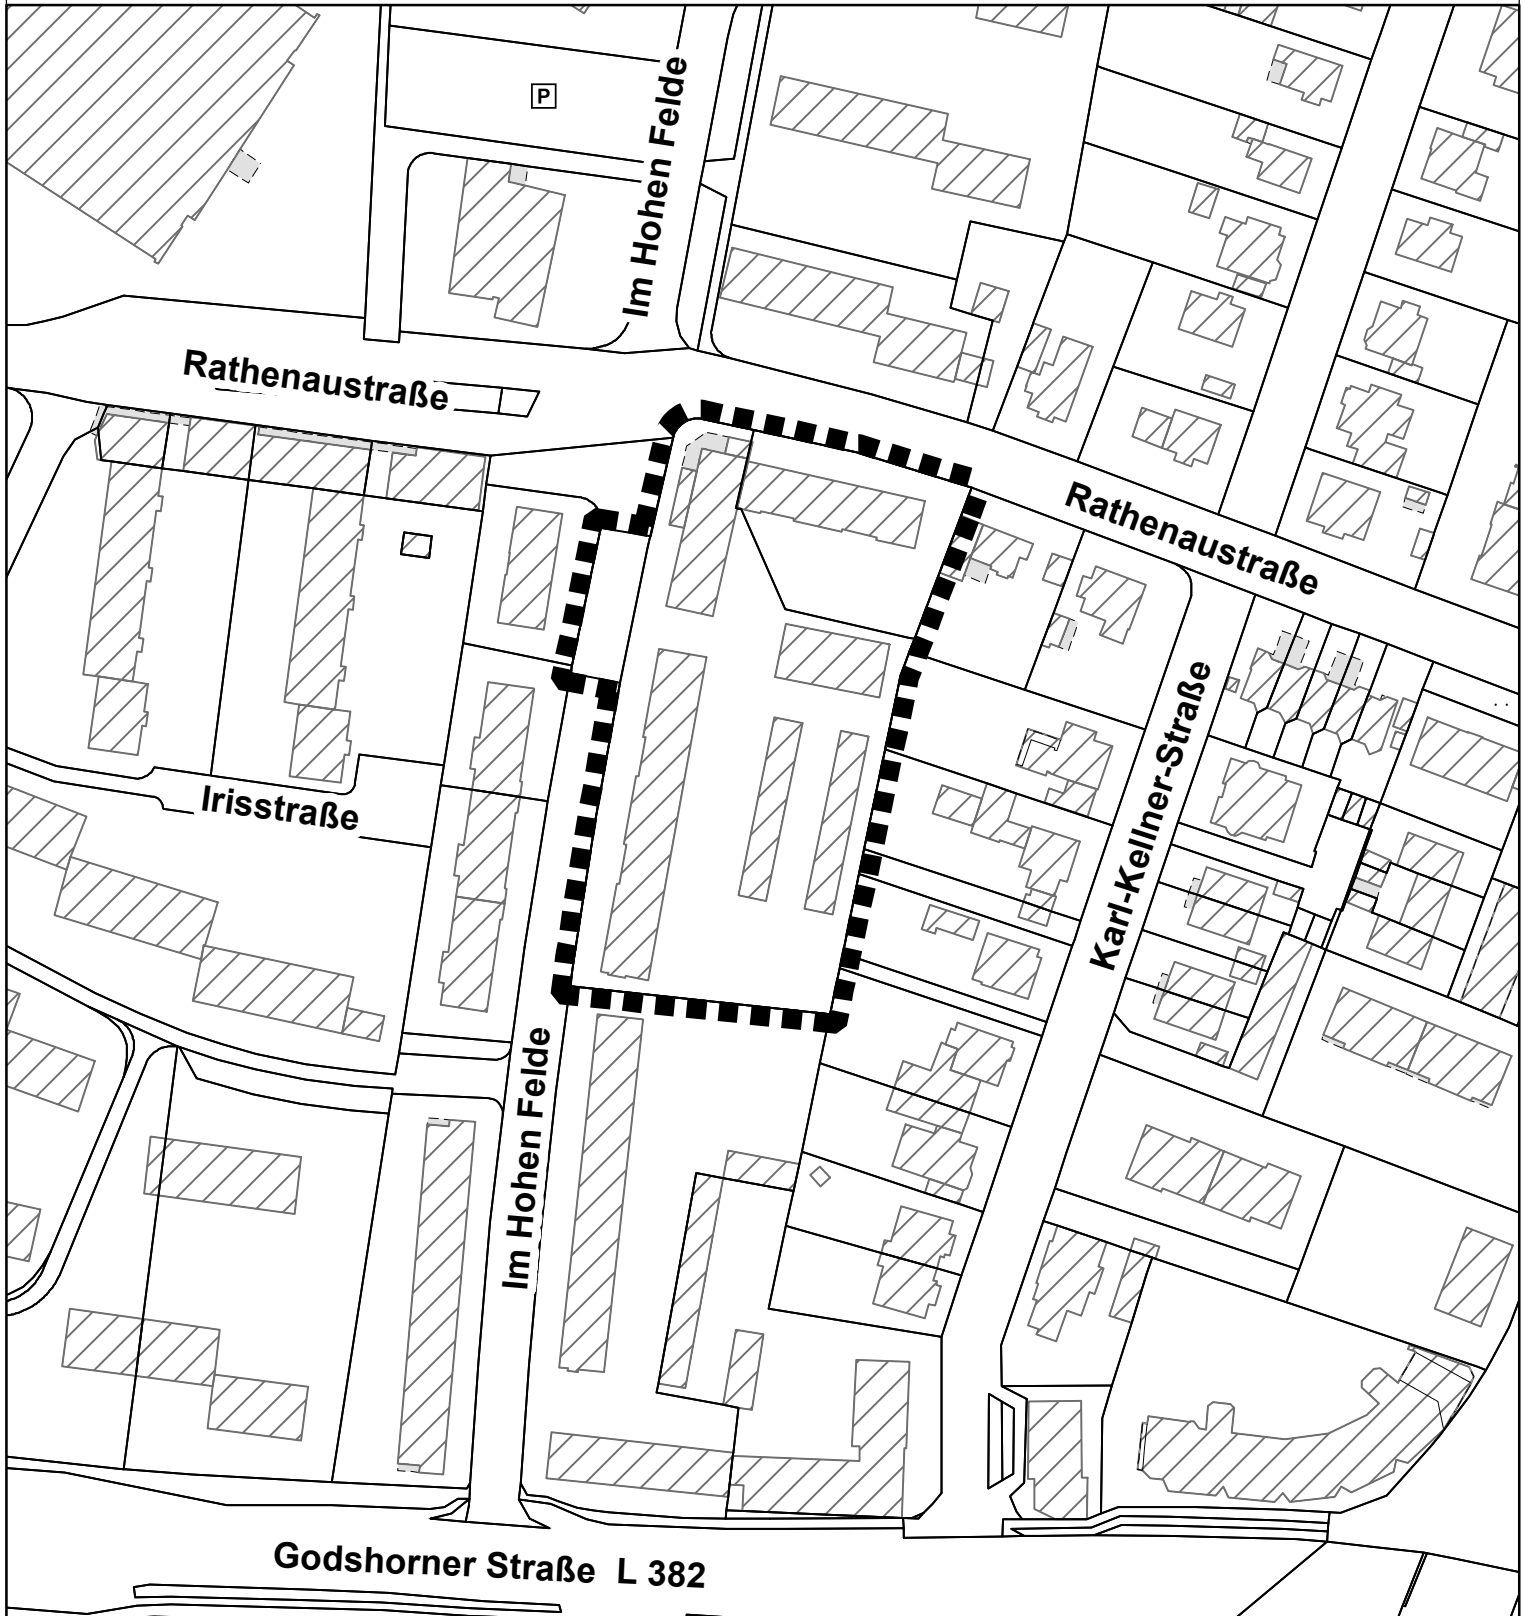 P
Im Hohen Felde
Rathenaustraße
Rathenaustraße
Karl-Kellner-Straße
Irisstraße
Im Hohen Felde
Godshorner Straße L 382